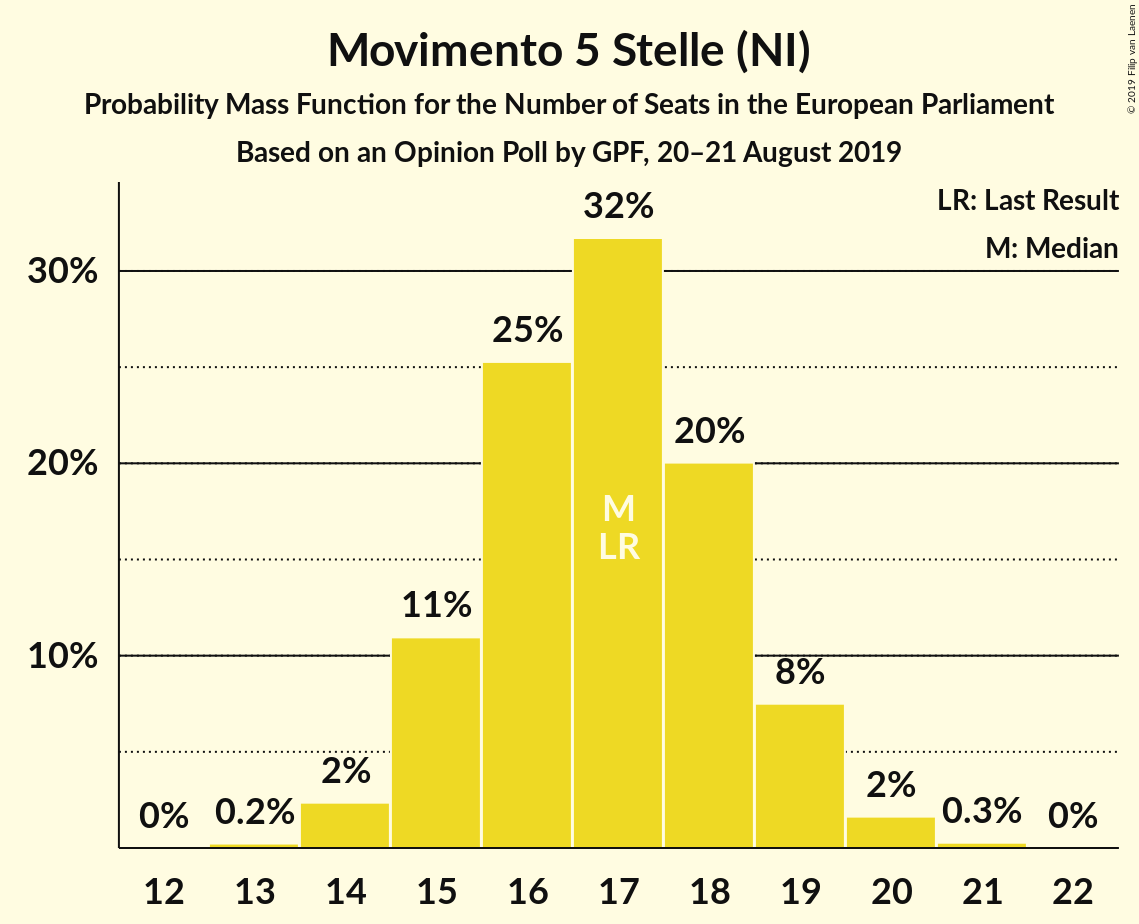 Movimento 5 Stelle (NI)
Probability Mass Function for the Number of Seats in the European Parliament
Based on an Opinion Poll by GPF, 20–21 August 2019
© 2019 Filip van Laenen
LR: Last Result
M: Median
30%
20%
10%
0%
0.2%
2%
11%
25%
32%
20%
8%
2%
0.3%
0%
M
LR
12 13 14 15 16 17 18 19 20 21 22